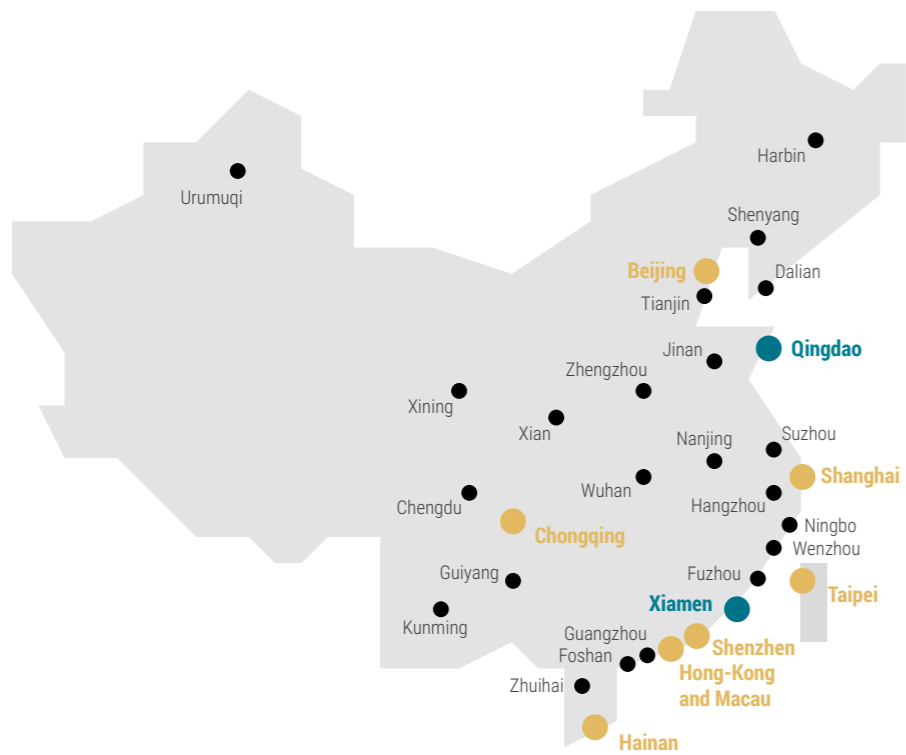 Harbin
Urumuqi
Shenyang
Beijing
Dalian
Tianjin
Jinan
Qingdao
Zhengzhou
Xining
Xian
Nanjing
Suzhou
Shanghai
Wuhan
Chengdu
Hangzhou
Chongqing
Ningbo
Wenzhou
Guiyang
Fuzhou
Taipei
Xiamen
Kunming
Guangzhou
Shenzhen
Foshan
Hong-Kong
and Macau
Zhuihai
Hainan